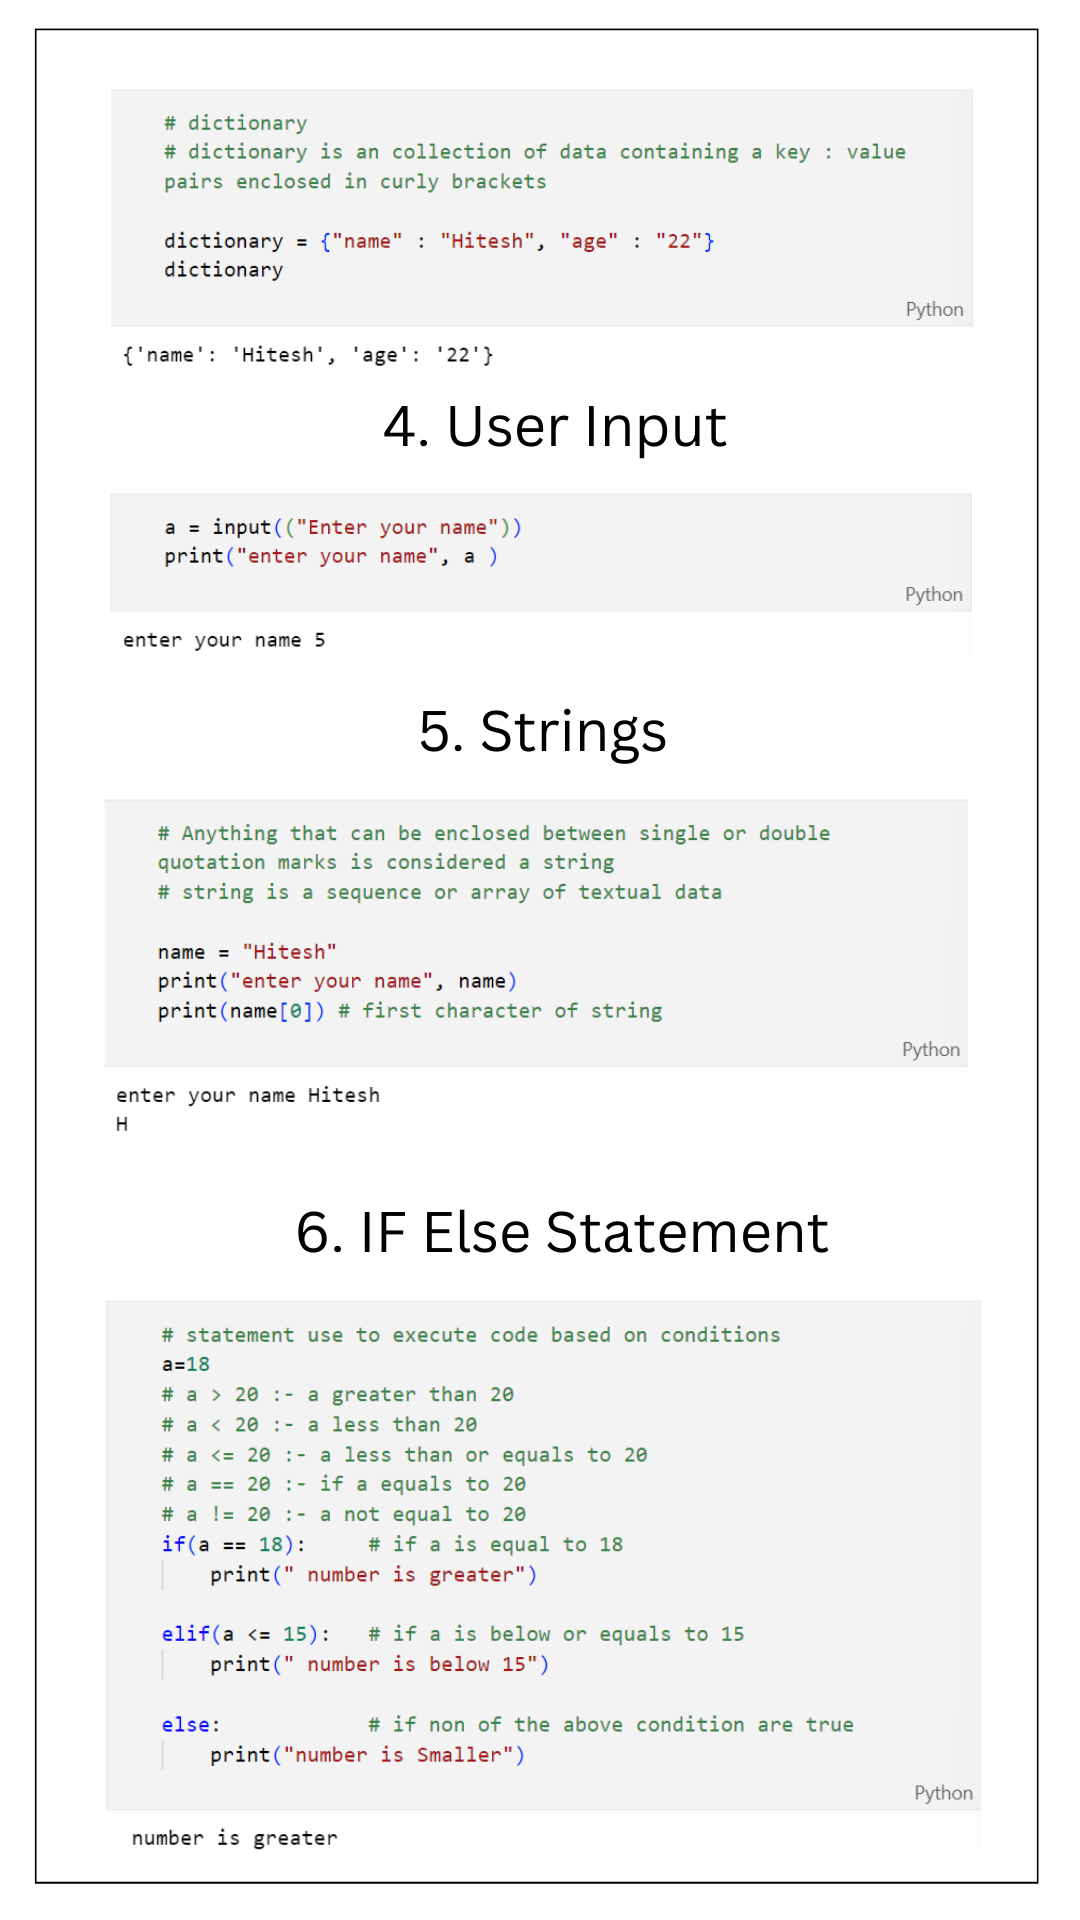 # dictionary
# dictionary is an collection of data containing a key : value
pairs enclosed in curly brackets
dictionary = {"name" : "Hitesh", "age" : "22"}
dictionary
Python
{'name': 'Hitesh', 'age': '22'}
4. User Input
a = input(("Enter your name"))
print("enter your name", a )
Python
enter your name 5
5. Strings
# Anything that can be enclosed between single or double
quotation marks is considered a string
# string is a sequence or array of textual data
name = "Hitesh"
print("enter your name", name)
print(name[0]) # first character of string
Python
enter your name Hitesh
H
6. IF Else Statement
# statement use to execute code based on conditions
a=18
# a > 20 :- a greater than 20
# a < 20 :- a less than 20
# a <= 20 :- a less than or equals to 20
# a == 20 :- if a equals to 20
# a != 20 :- a not equal to 20
if(a == 18):     # if a is equal to 18
    print(" number is greater")
elif(a <= 15):   # if a is below or equals to 15
    print(" number is below 15")
else:            # if non of the above condition are true
    print("number is Smaller")
Python
number is greater